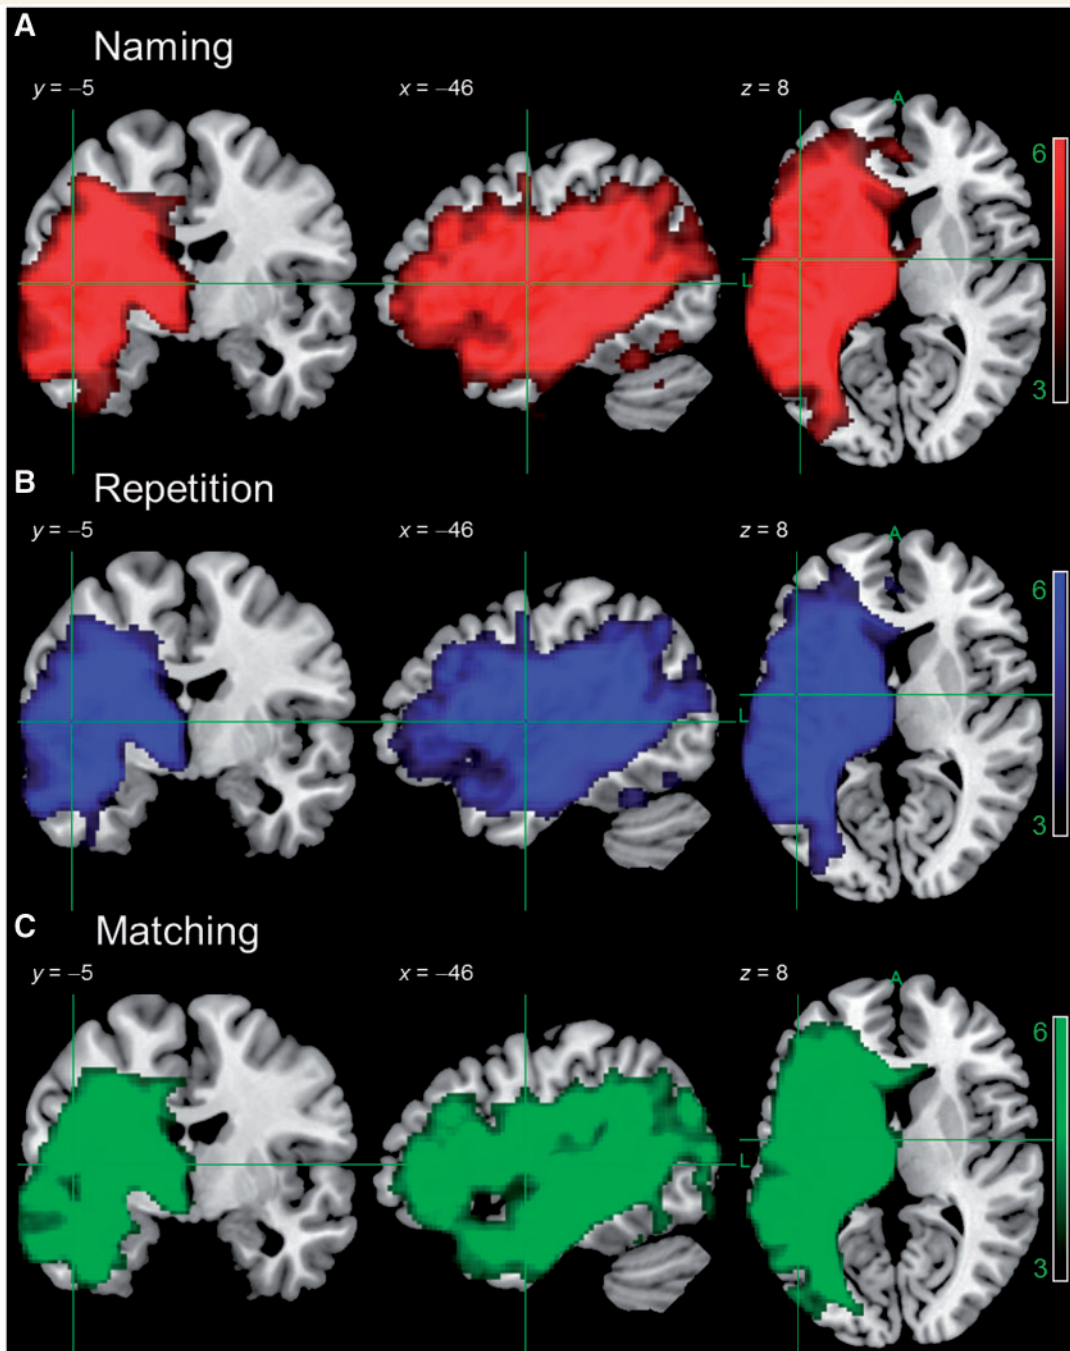 A
Naming
y = −5
x = −46
z = 8
A
L
6
3
B
Repetition
y = −5
x = −46
z = 8
A
L
6
3
C
Matching
y = −5
x = −46
z = 8
A
L
6
3